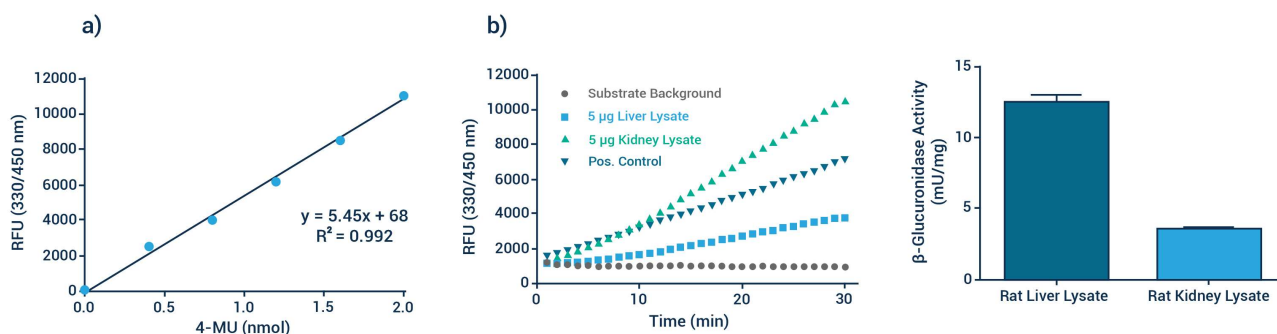 a)
12000
10000
8000
6000
4000
2000
0
RFU (330/450 nm)
y = 5.45x + 68
R² = 0.992
0.0
0.5
1.0
1.5
2.0
4-MU (nmol)
b)
12000
10000
8000
6000
4000
2000
0
RFU (330/450 nm)
Substrate Background
5 µg Liver Lysate
5 µg Kidney Lysate
Pos. Control
0
10
20
30
Time (min)
15
10
5
0
β-Glucuronidase Activity
(mU/mg)
Rat Liver Lysate
Rat Kidney Lysate